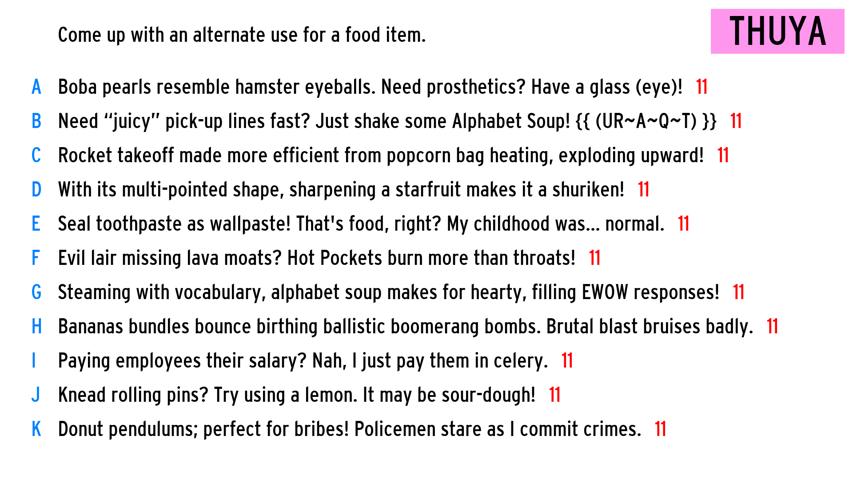 Come up with an alternate use for a food item.
THUYA
A Boba pearls resemble hamster eyeballs. Need prosthetics? Have a glass (eye)! 11
B Need “juicy” pick-up lines fast? Just shake some Alphabet Soup! {{ (UR~A~Q~T) }} 11
C Rocket takeoff made more efficient from popcorn bag heating, exploding upward! 11
D With its multi-pointed shape, sharpening a starfruit makes it a shuriken! 11
E Seal toothpaste as wallpaste! That's food, right? My childhood was... normal. 11
F Evil lair missing lava moats? Hot Pockets burn more than throats! 11
G Steaming with vocabulary, alphabet soup makes for hearty, filling EWOW responses! 11
H Bananas bundles bounce birthing ballistic boomerang bombs. Brutal blast bruises badly. 11
I Paying employees their salary? Nah, I just pay them in celery. 11
J Knead rolling pins? Try using a lemon. It may be sour-dough! 11
K Donut pendulums; perfect for bribes! Policemen stare as I commit crimes. 11